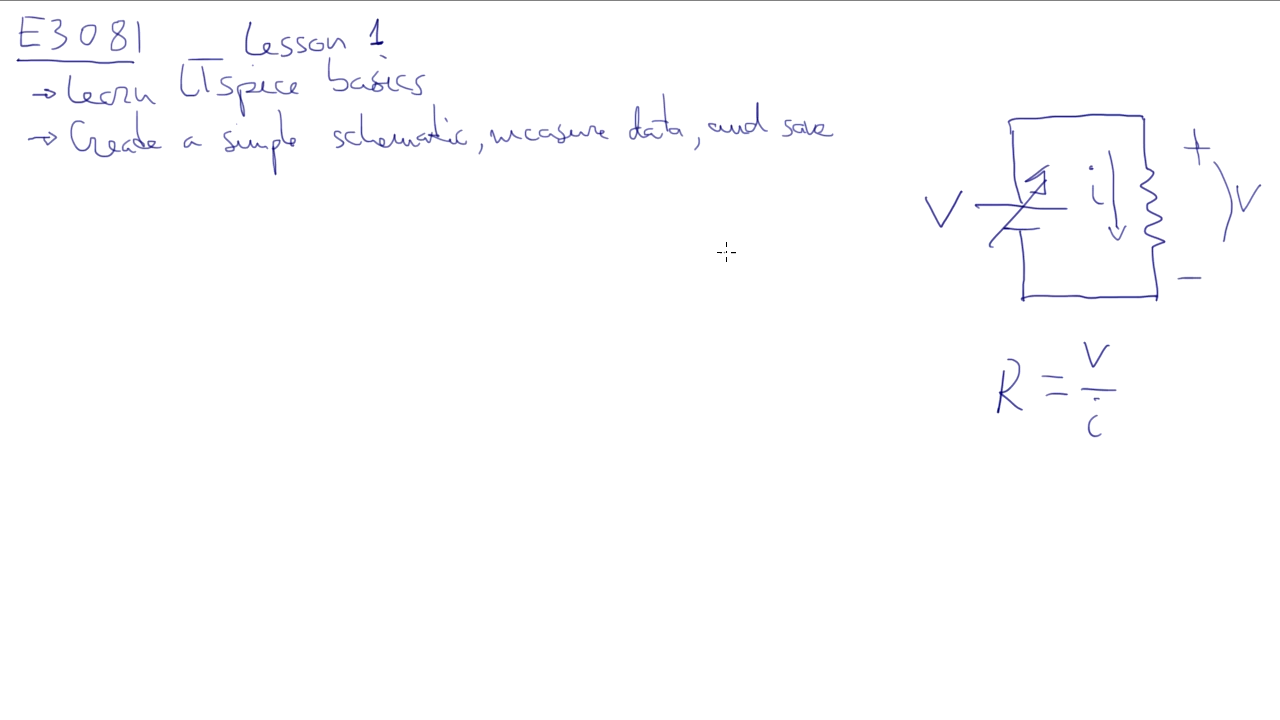 E3081 Lesson 1
→ Learn LTspice basics
→ Create a simple schematic, measure data, and save
V
i
+
V
-
R = V/i